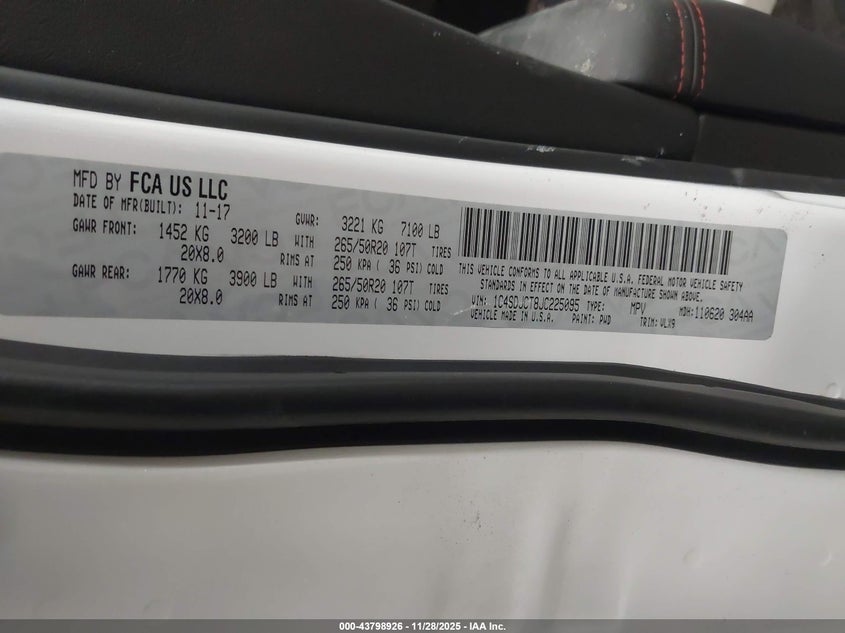 MFD BY FCA US LLC
DATE OF MFR(BUILT): 11-17 GVWR: 3221 KG 7100 LB
GAWR FRONT: 1452 KG 3200 LB WITH 265/50R20 107T TIRES
20X8.0 RIMS AT 250 KPA ( 36 PSI) COLD
GAWR REAR: 1770 KG 3900 LB WITH 265/50R20 107T TIRES
20X8.0 RIMS AT 250 KPA ( 36 PSI) COLD
THIS VEHICLE CONFORMS TO ALL APPLICABLE U.S.A. FEDERAL MOTOR VEHICLE SAFETY
STANDARDS IN EFFECT ON THE DATE OF MANUFACTURE SHOWN ABOVE.
VIN: 1C4SDJCT8JC225095 TYPE: MPV MDH:110620 304AA
VEHICLE MADE IN U.S.A. PAINT: PWD TRIM: VLX9
000-43798926 - 11/28/2025 - IAA Inc.